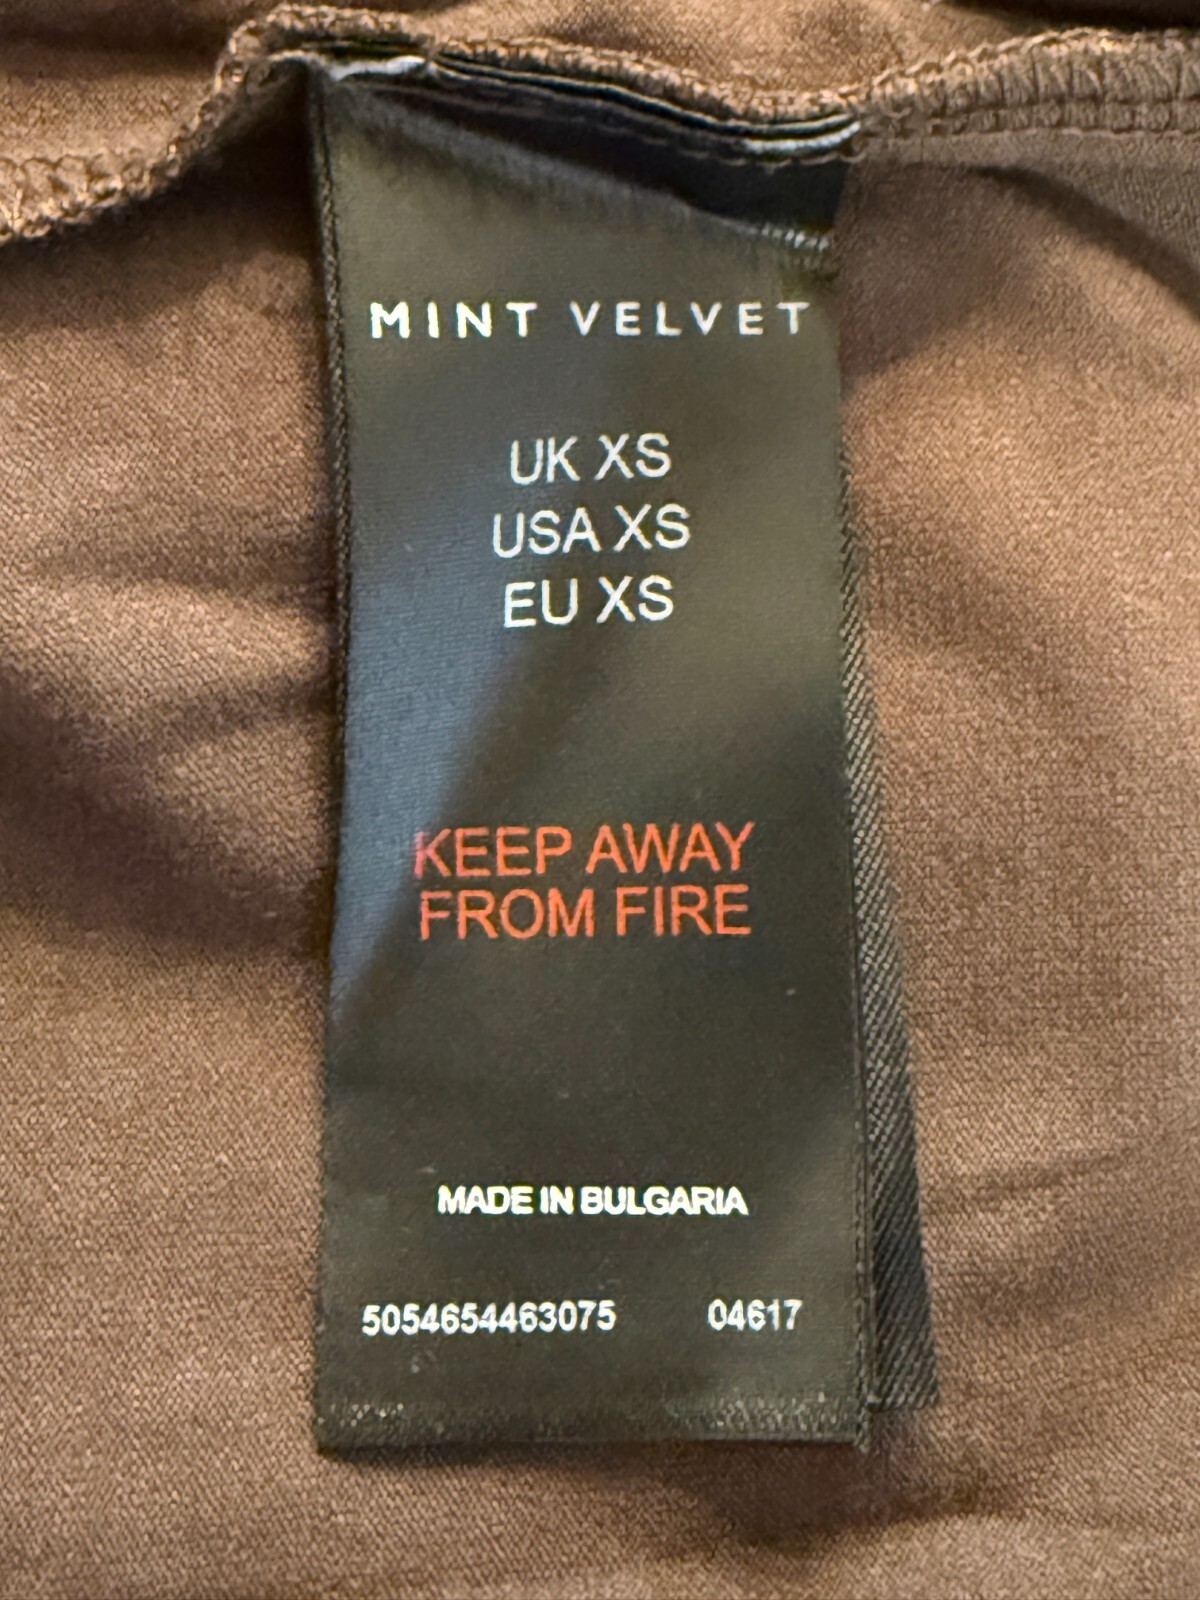 MINT VELVET
UK XS
USA XS
EU XS
KEEP AWAY
FROM FIRE
MADE IN BULGARIA
5054654463075 04617